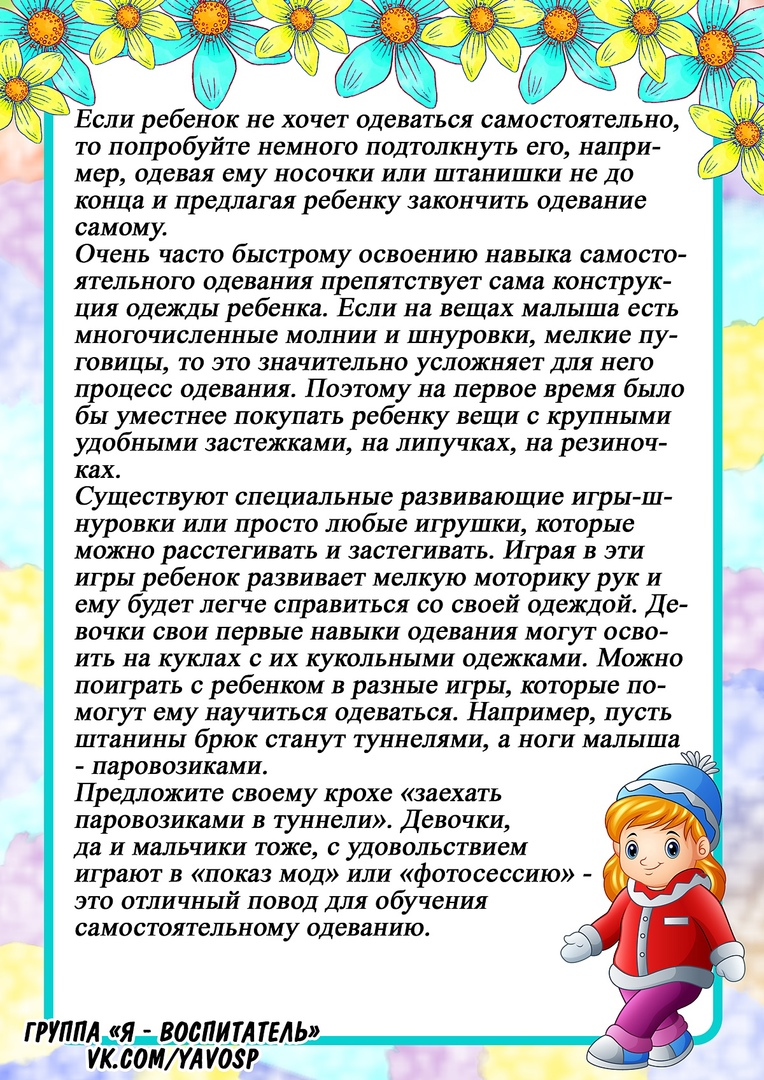 Если ребенок не хочет одеваться самостоятельно,
то попробуйте немного подтолкнуть его, напри-
мер, одевая ему носочки или штанишки не до
конца и предлагая ребенку закончить одевание
самому.
Очень часто быстрому освоению навыка самосто-
ятельного одевания препятствует сама конструк-
ция одежды ребенка. Если на вещах малыша есть
многочисленные молнии и шнуровки, мелкие пу-
говицы, то это значительно усложняет для него
процесс одевания. Поэтому на первое время было
бы уместнее покупать ребенку вещи с крупными
удобными застежками, на липучках, на резиноч-
ках.
Существуют специальные развивающие игры-ш-
нуровки или просто любые игрушки, которые
можно расстегивать и застегивать. Играя в эти
игры ребенок развивает мелкую моторику рук и
ему будет легче справиться со своей одеждой. Де-
вочки свои первые навыки одевания могут осво-
ить на куклах с их кукольными одежками. Можно
поиграть с ребенком в разные игры, которые по-
могут ему научиться одеваться. Например, пусть
штанины брюк станут туннелями, а ноги малыша
- паровозиками.
Предложите своему крохе «заехать
паровозиками в туннели». Девочки,
да и мальчики тоже, с удовольствием
играют в «показ мод» или «фотосессию» -
это отличный повод для обучения
самостоятельному одеванию.
ГРУППА «Я - ВОСПИТАТЕЛЬ»
VK.COM/YAVOSP